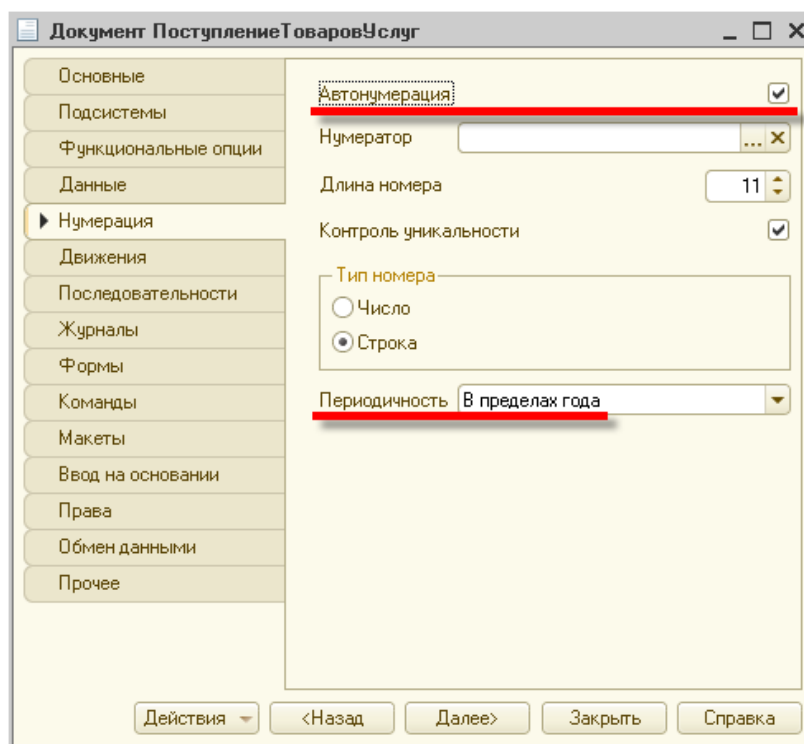 Документ ПоступлениеТоваровУслуг
Основные
Подсистемы
Функциональные опции
Данные
Нумерация
Движения
Последовательности
Журналы
Формы
Команды
Макеты
Ввод на основании
Права
Обмен данными
Прочее
Автонумерация
Нумератор ...
Длина номера 11
Контроль уникальности
Тип номера
Число
Строка
Периодичность В пределах года
Действия <Назад Далее> Закрыть Справка